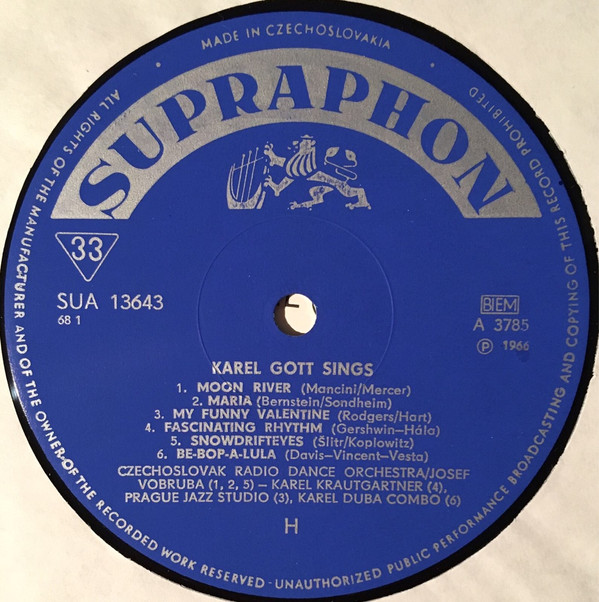 MADE IN CZECHOSLOVAKIA
SUPRAPHON
33
SUA 13643
68 1
BIEM
A 3785
Ⓟ 1966
KAREL GOTT SINGS
1. MOON RIVER (Mancini/Mercer)
2. MARIA (Bernstein/Sondheim)
3. MY FUNNY VALENTINE (Rodgers/Hart)
4. FASCINATING RHYTHM (Gershwin–Hála)
5. SNOWDRIFTEYES (Šlitr/Koplowitz)
6. BE-BOP-A-LULA (Davis–Vincent–Vesta)
CZECHOSLOVAK RADIO DANCE ORCHESTRA/JOSEF
VOBRUBA (1, 2, 5) – KAREL KRAUTGARTNER (4),
PRAGUE JAZZ STUDIO (3), KAREL DUBA COMBO (6)
H
ALL RIGHTS OF THE MANUFACTURER AND OF THE OWNER OF THE RECORDED WORK RESERVED · UNAUTHORIZED PUBLIC PERFORMANCE BROADCASTING AND COPYING OF THIS RECORD PROHIBITED